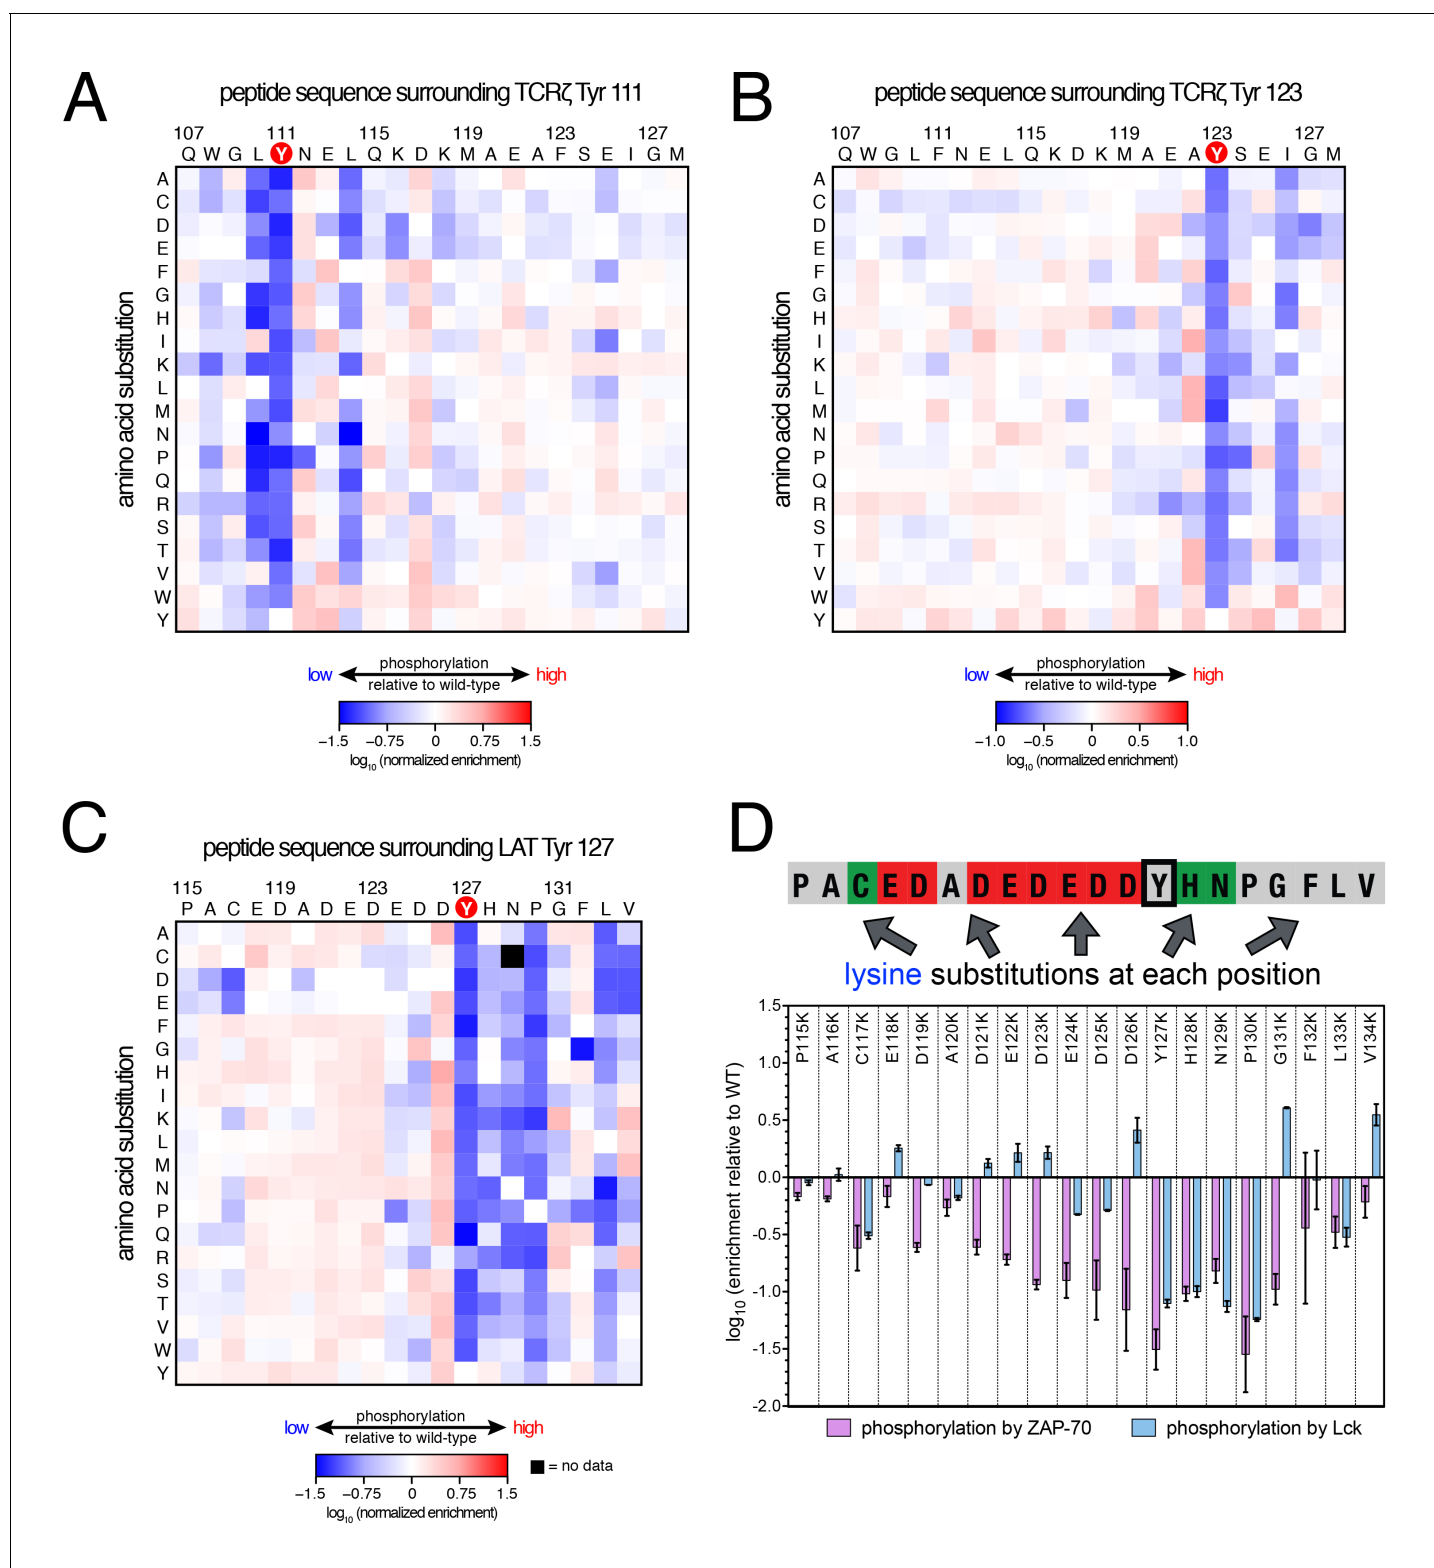 A
peptide sequence surrounding TCRζ Tyr 111
107 111 115 119 123 127
Q W G L Y N E L Q K D K M A E A F S E I G M
amino acid substitution
A
C
D
E
F
G
H
I
K
L
M
N
P
Q
R
S
T
V
W
Y
low phosphorylation high
relative to wild-type
−1.5 −0.75 0 0.75 1.5
log10 (normalized enrichment)
B
peptide sequence surrounding TCRζ Tyr 123
107 111 115 119 123 127
Q W G L F N E L Q K D K M A E A Y S E I G M
amino acid substitution
A
C
D
E
F
G
H
I
K
L
M
N
P
Q
R
S
T
V
W
Y
low phosphorylation high
relative to wild-type
−1.0 −0.5 0 0.5 1.0
log10 (normalized enrichment)
C
peptide sequence surrounding LAT Tyr 127
115 119 123 127 131
P A C E D A D E D E D D Y H N P G F L V
amino acid substitution
A
C
D
E
F
G
H
I
K
L
M
N
P
Q
R
S
T
V
W
Y
low phosphorylation high
relative to wild-type
−1.5 −0.75 0 0.75 1.5
log10 (normalized enrichment)
= no data
D
P A C E D A D E D E D D Y H N P G F L V
lysine substitutions at each position
log10 (enrichment relative to WT)
1.5
1.0
0.5
0.0
-0.5
-1.0
-1.5
-2.0
P115K
A116K
C117K
E118K
D119K
A120K
D121K
E122K
D123K
E124K
D125K
D126K
Y127K
H128K
N129K
P130K
G131K
F132K
L133K
V134K
phosphorylation by ZAP-70 phosphorylation by Lck